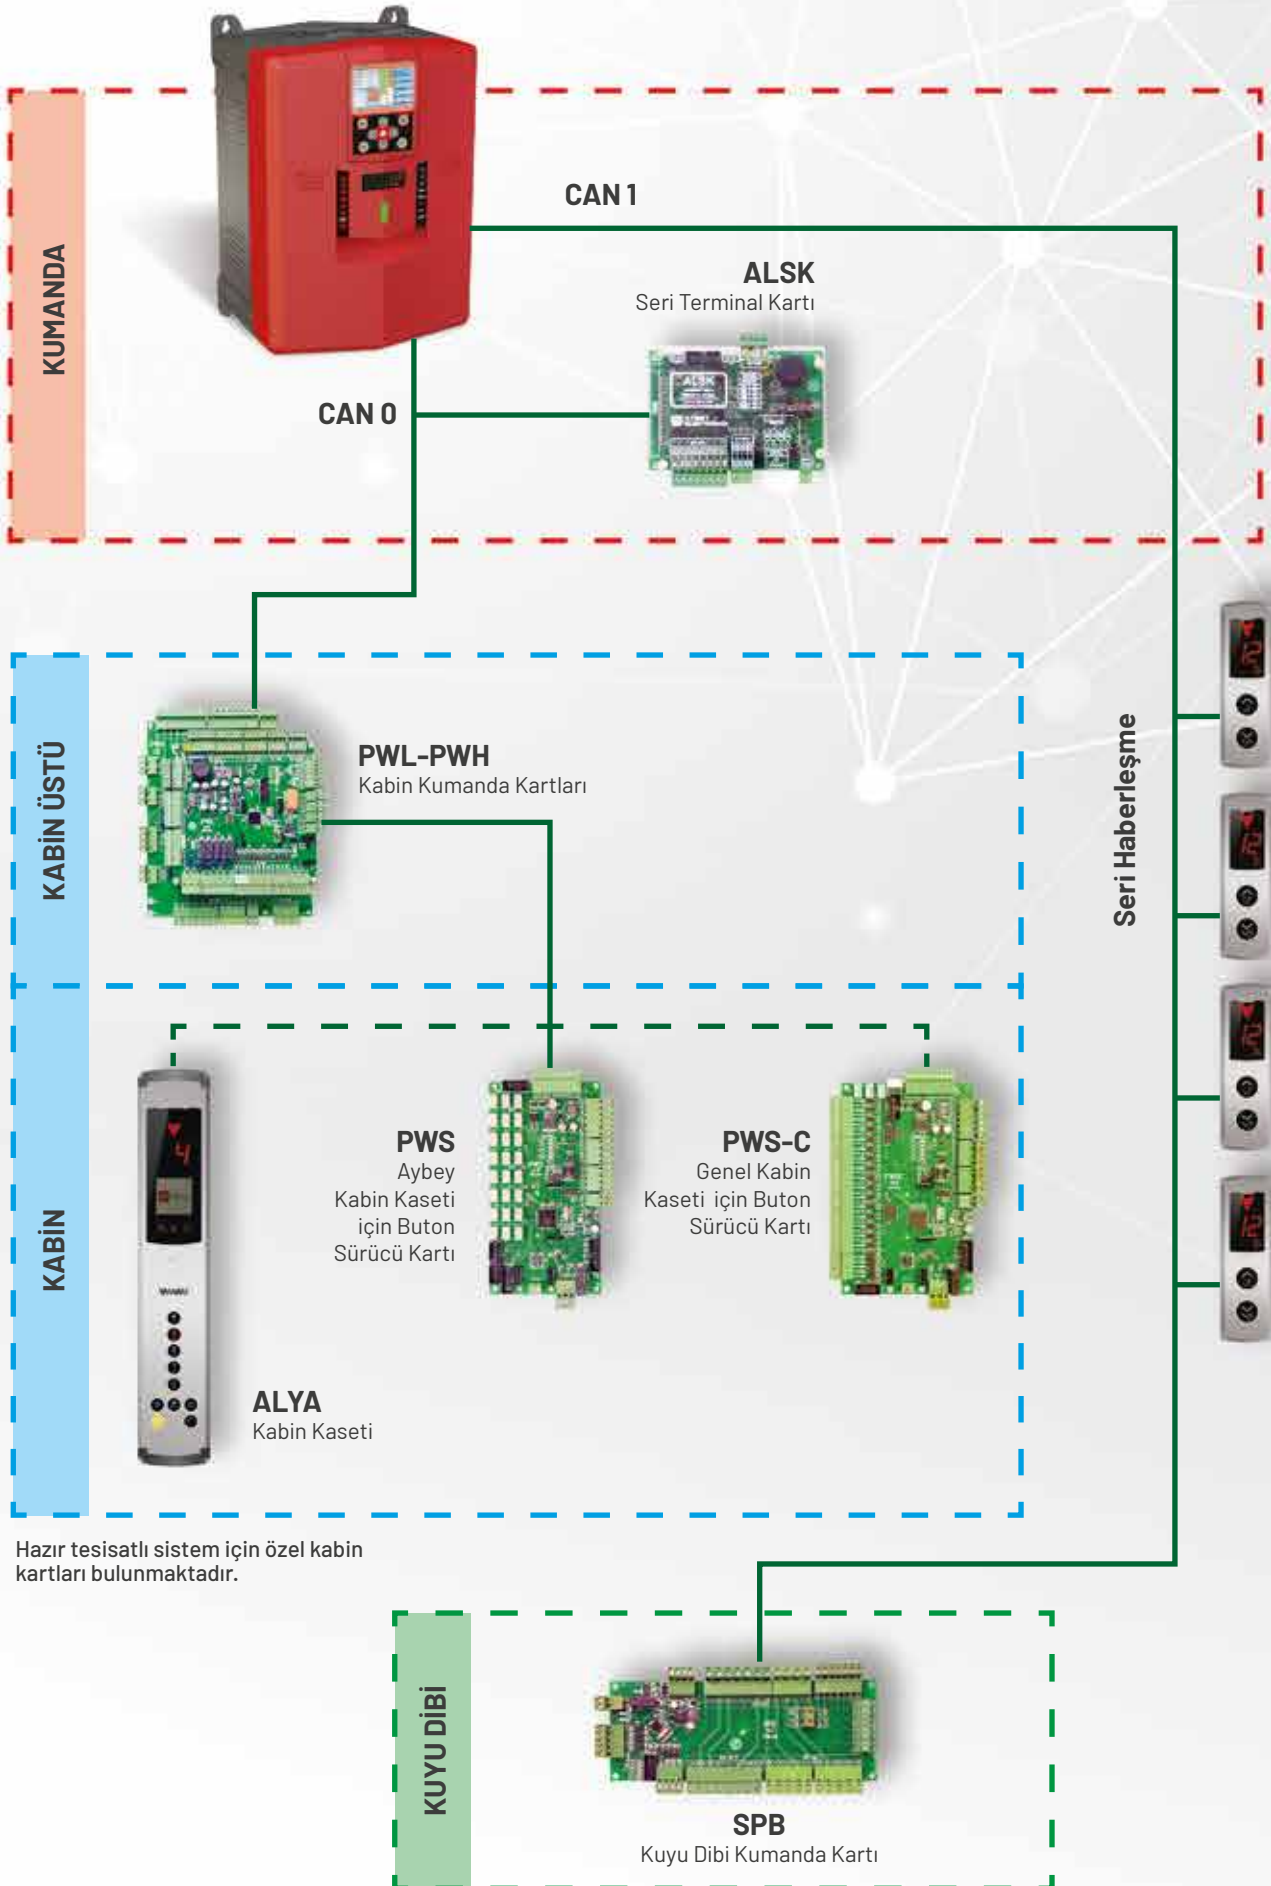 KUMANDA
CAN 1
ALSK
Seri Terminal Kartı
ALSK
CAN 0
KABİN ÜSTÜ
PWL-PWH
Kabin Kumanda Kartları
Seri Haberleşme
KABİN
PWS
Aybey
Kabin Kaseti
için Buton
Sürücü Kartı
PWS-C
Genel Kabin
Kaseti için Buton
Sürücü Kartı
4
ALYA
Kabin Kaseti
Hazır tesisatlı sistem için özel kabin
kartları bulunmaktadır.
KUYU DİBİ
SPB
Kuyu Dibi Kumanda Kartı